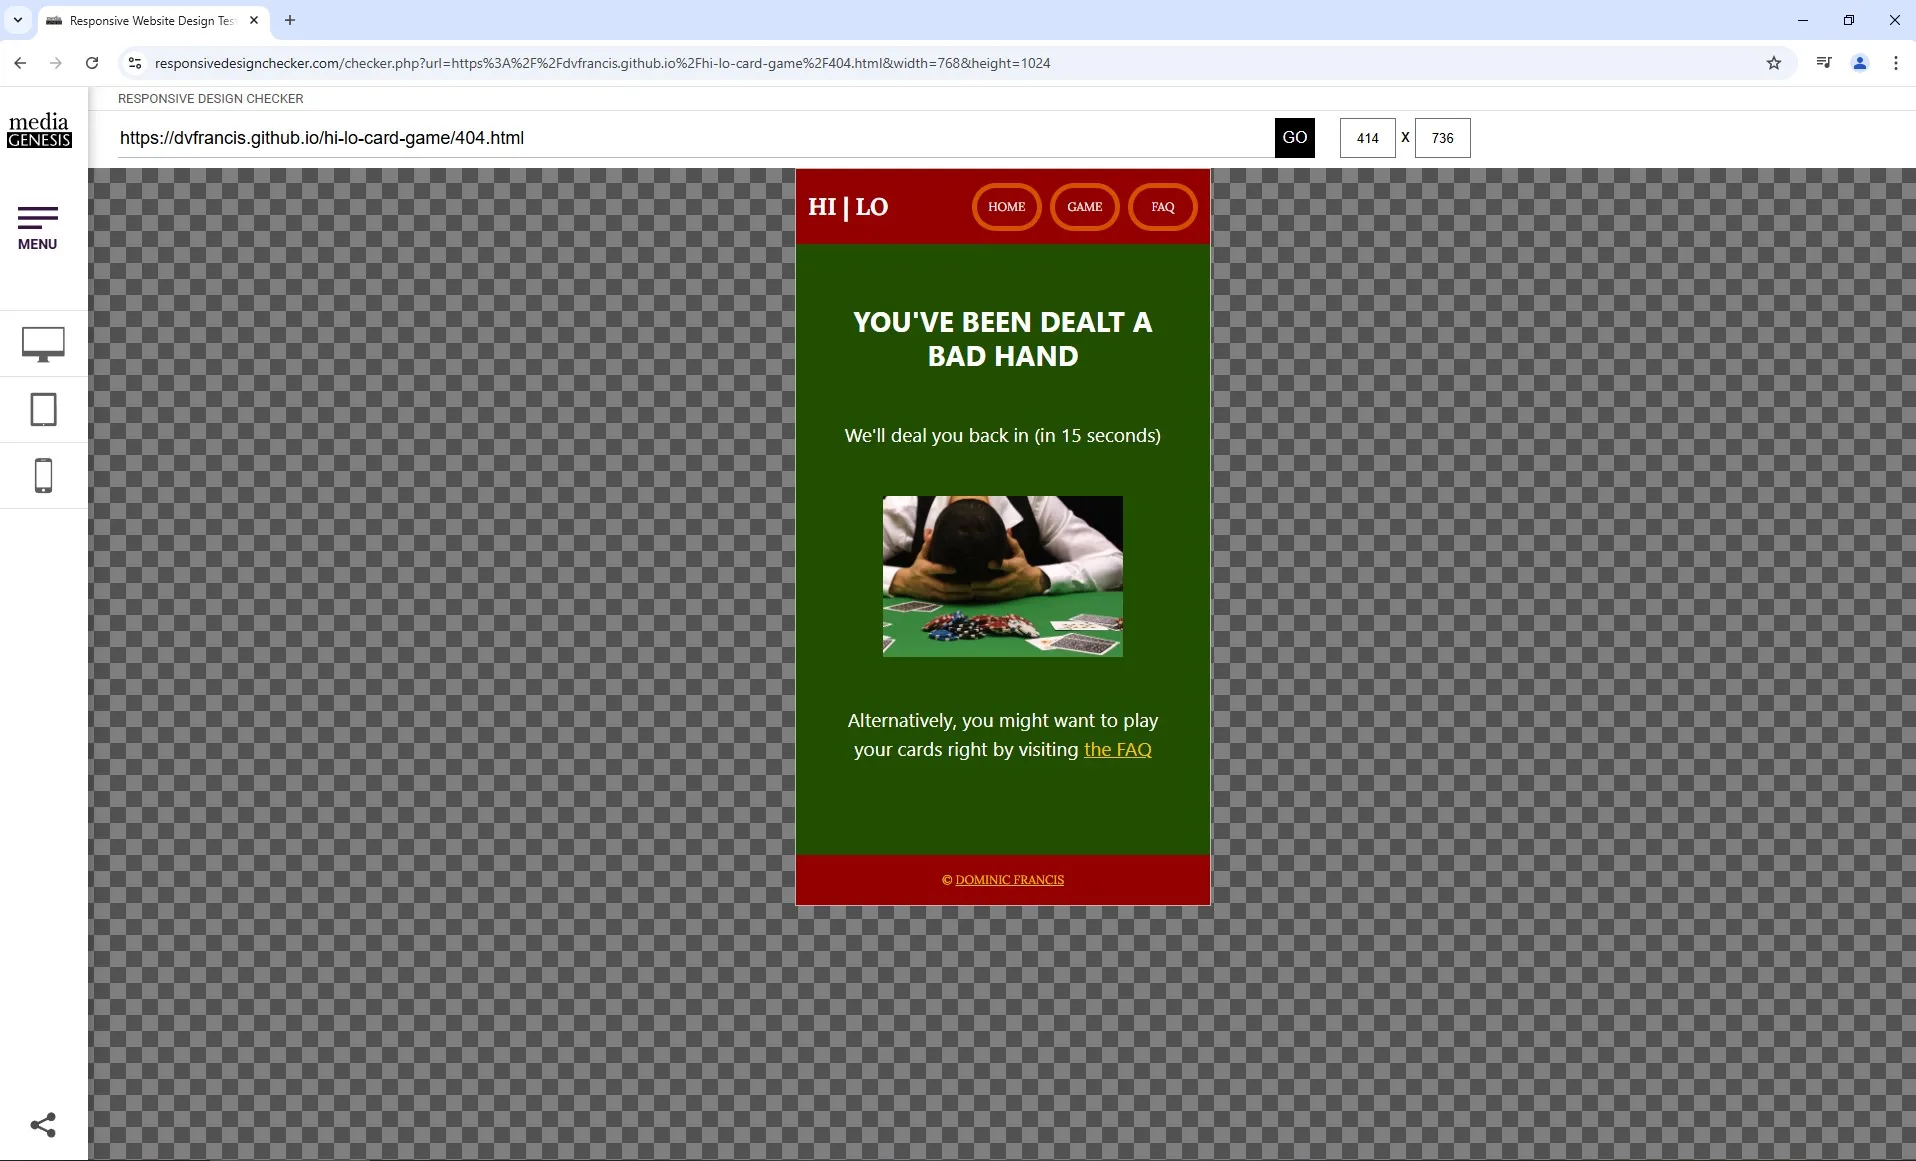 Responsive Website Design Tes
responsivedesignchecker.com/checker.php?url=https%3A%2F%2Fdvfrancis.github.io%2Fhi-lo-card-game%2F404.html&width=768&height=1024
media
GENESIS
RESPONSIVE DESIGN CHECKER
https://dvfrancis.github.io/hi-lo-card-game/404.html
GO
414 X 736
MENU
HI | LO
HOME
GAME
FAQ
YOU'VE BEEN DEALT A
BAD HAND
We'll deal you back in (in 15 seconds)
Alternatively, you might want to play
your cards right by visiting the FAQ
© DOMINIC FRANCIS